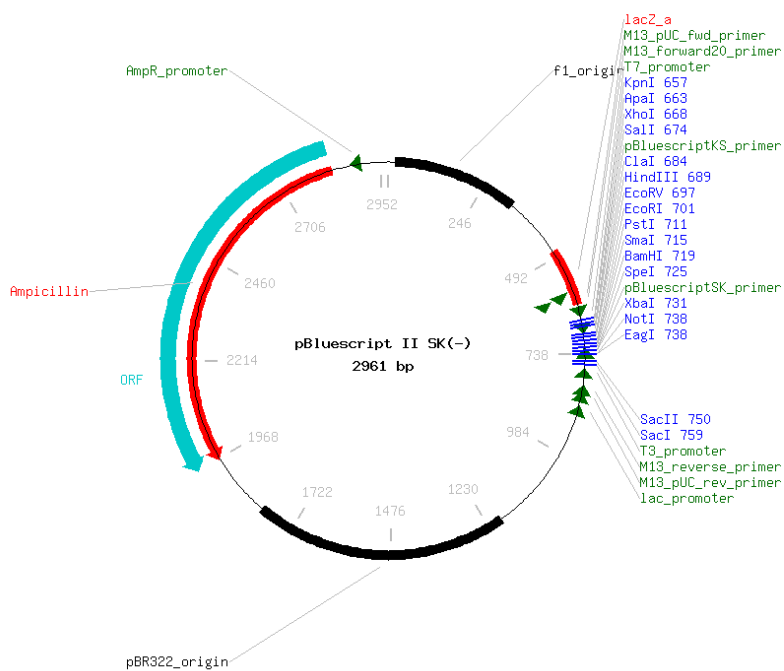 lacZ_a
M13_pUC_fwd_primer
M13_forward20_primer
T7_promoter
KpnI 657
ApaI 663
XhoI 668
SalI 674
pBluescriptKS_primer
ClaI 684
HindIII 689
EcoRV 697
EcoRI 701
PstI 711
SmaI 715
BamHI 719
SpeI 725
pBluescriptSK_primer
XbaI 731
NotI 738
EagI 738
SacII 750
SacI 759
T3_promoter
M13_reverse_primer
M13_pUC_rev_primer
lac_promoter
AmpR_promoter
f1_origin
Ampicillin
ORF
pBR322_origin
pBluescript II SK(-)
2961 bp
2952
246
492
738
984
1230
1476
1722
1968
2214
2460
2706